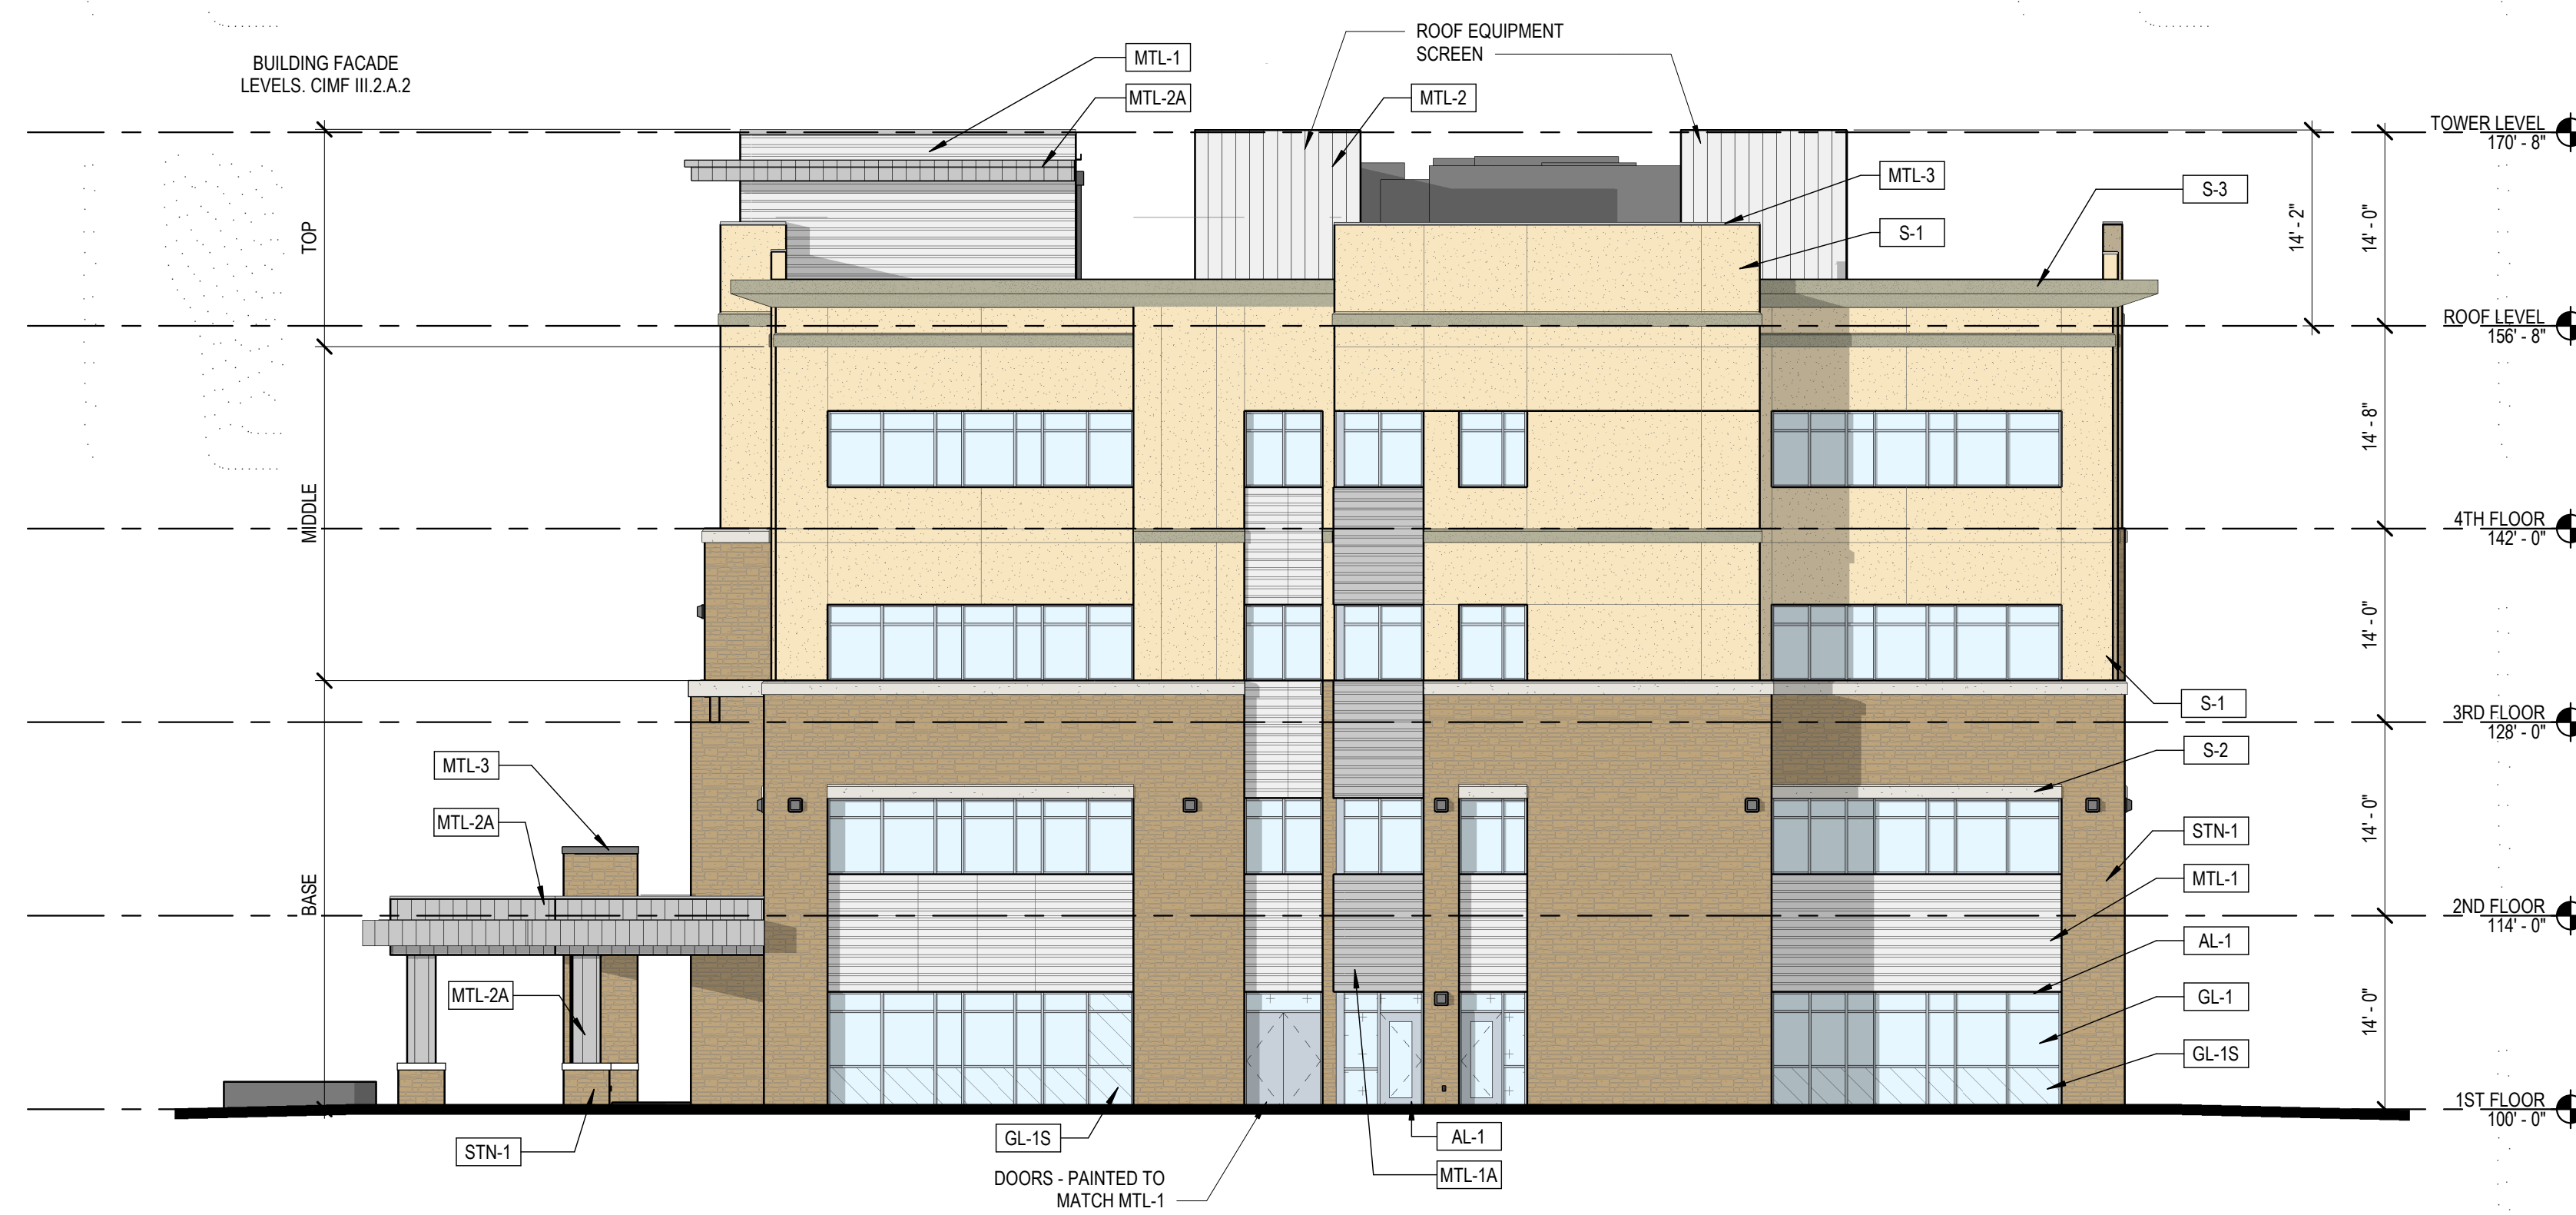 BUILDING FACADE
LEVELS. CIMF III.2.A.2
MTL-1
MTL-2A
ROOF EQUIPMENT
SCREEN
MTL-2
MTL-3
S-1
S-3
TOWER LEVEL
170' - 8"
14' - 2"
14' - 0"
TOP
ROOF LEVEL
156' - 8"
14' - 8"
MIDDLE
4TH FLOOR
142' - 0"
14' - 0"
S-1
3RD FLOOR
128' - 0"
S-2
MTL-3
MTL-2A
STN-1
14' - 0"
MTL-1
BASE
2ND FLOOR
114' - 0"
AL-1
MTL-2A
GL-1
14' - 0"
GL-1S
1ST FLOOR
100' - 0"
STN-1
GL-1S
AL-1
MTL-1A
DOORS - PAINTED TO
MATCH MTL-1